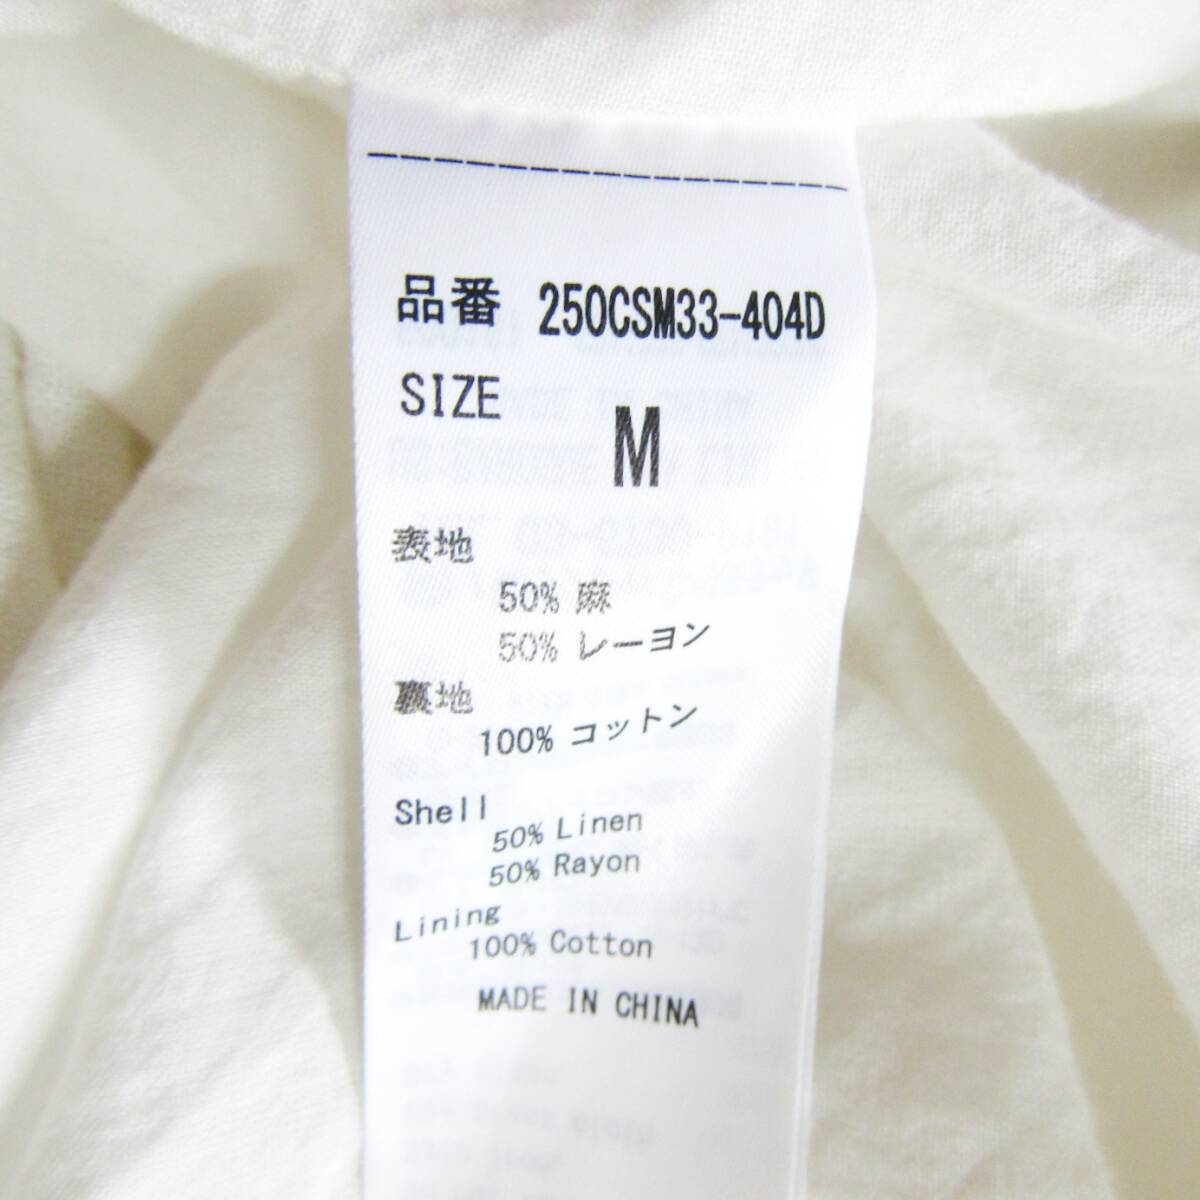 品番 250CSM33-404D
SIZE
M
表地
50% 麻
50% レーヨン
裏地
100% コットン
Shell
50% Linen
50% Rayon
Lining
100% Cotton
MADE IN CHINA